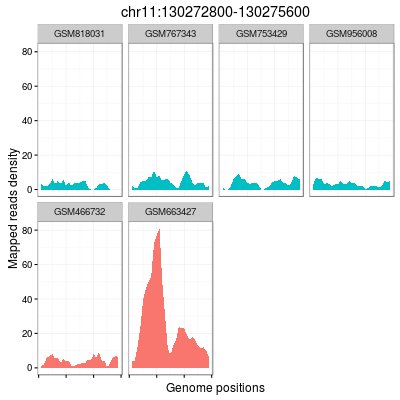 chr11:130272800-130275600
GSM818031 GSM767343 GSM753429 GSM956008
80
60
40
20
0
Mapped reads density
GSM466732 GSM663427
80
60
40
20
0
Genome positions